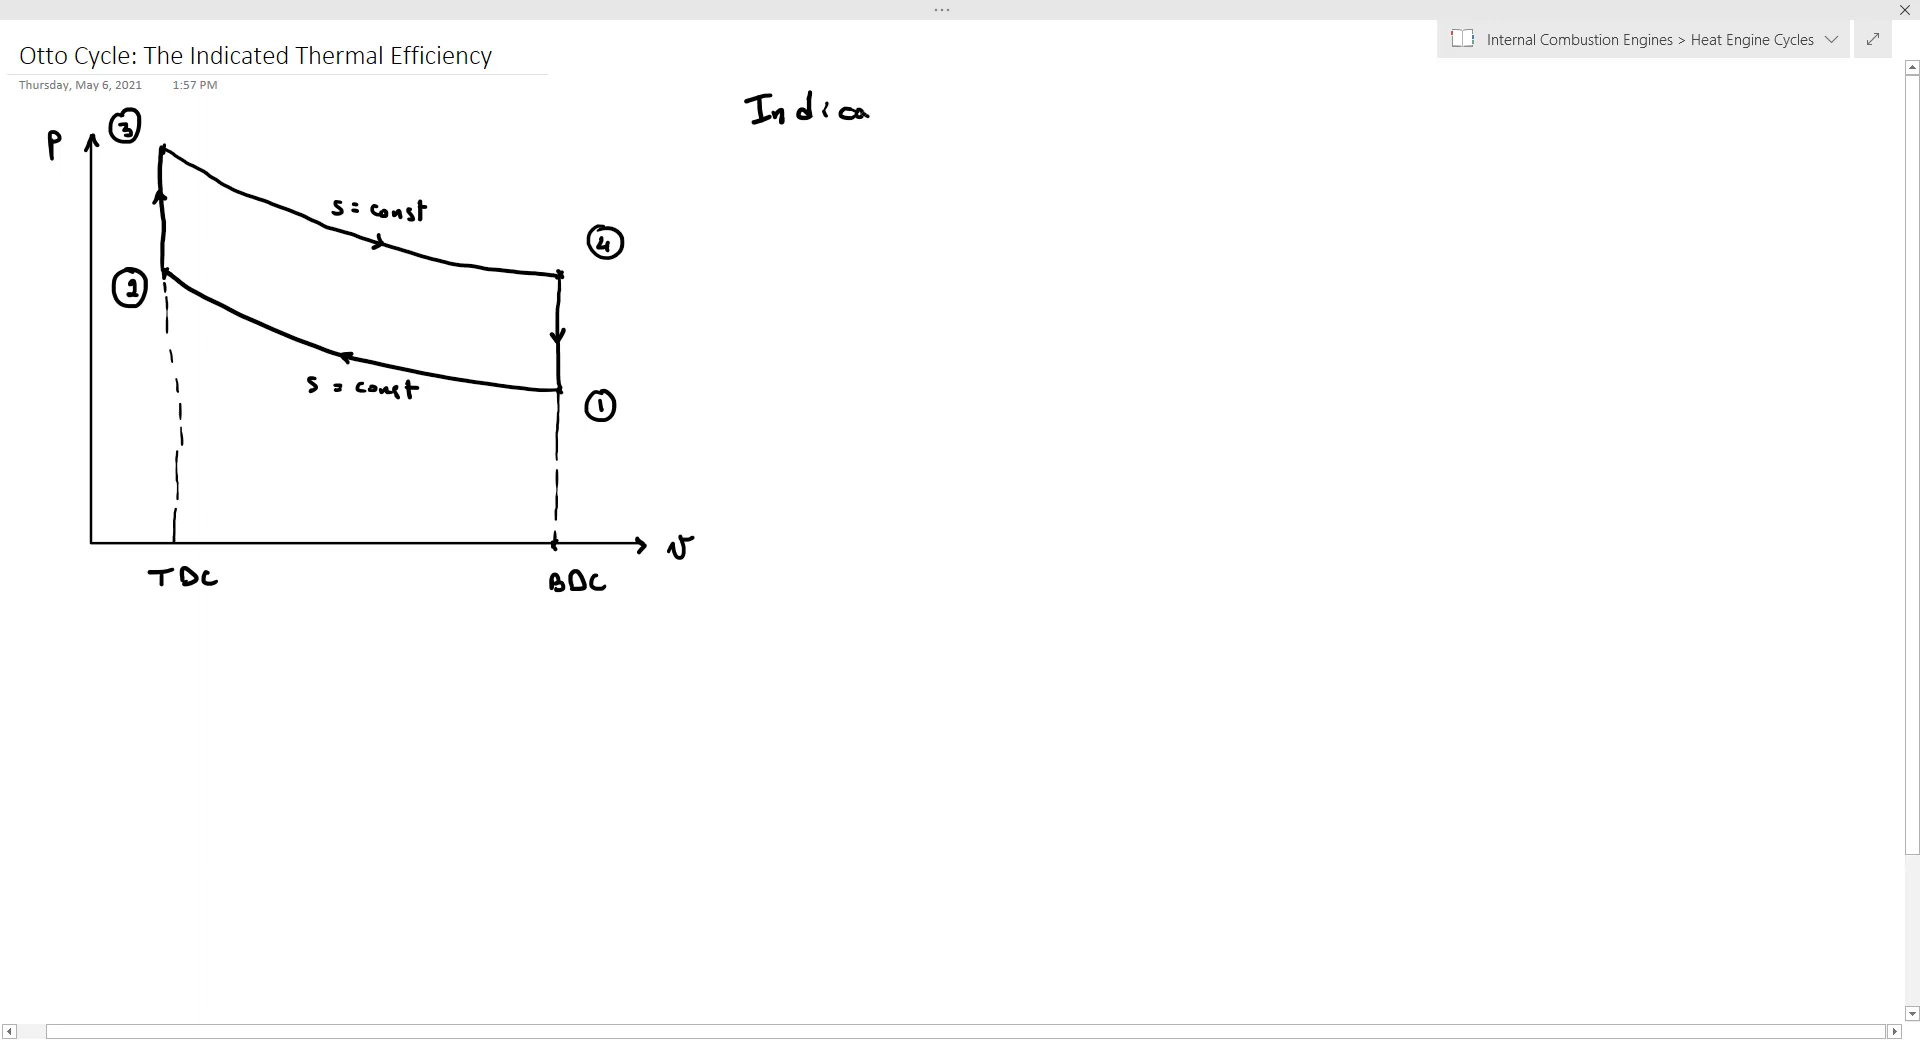 Otto Cycle: The Indicated Thermal Efficiency
Internal Combustion Engines > Heat Engine Cycles
Thursday, May 6, 2021 1:57 PM
Indica
P
3
s = const
4
2
s = const
1
v
TDC
BDC